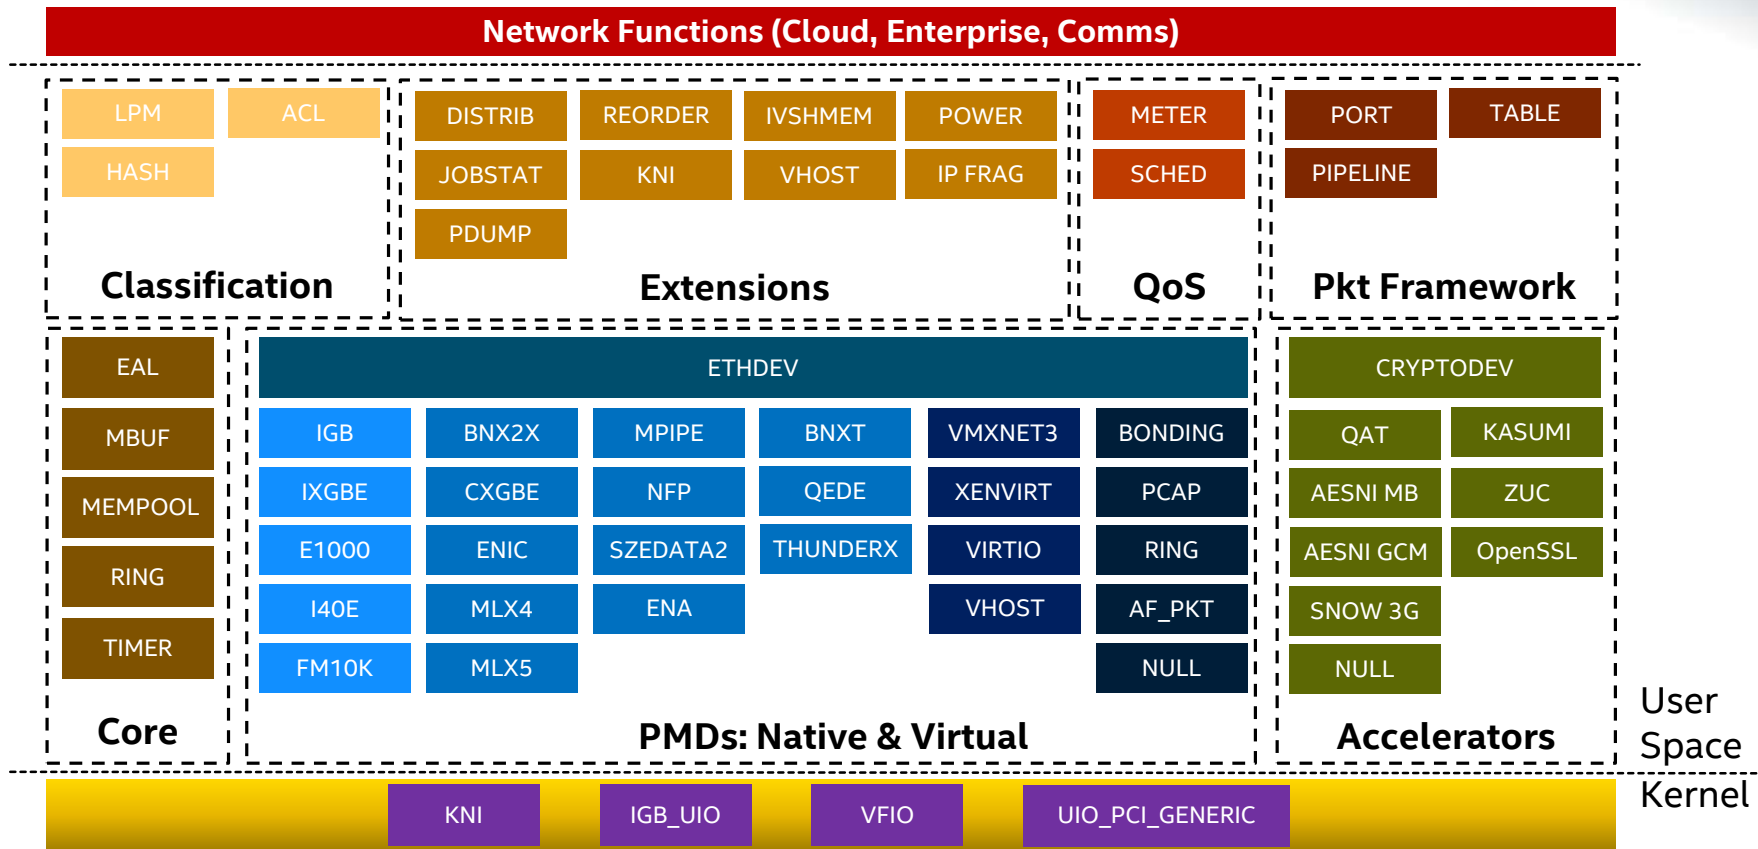 Network Functions (Cloud, Enterprise, Comms)
LPM
ACL
HASH
Classification
DISTRIB
REORDER
IVSHMEM
POWER
JOBSTAT
KNI
VHOST
IP FRAG
PDUMP
Extensions
METER
SCHED
QoS
PORT
TABLE
PIPELINE
Pkt Framework
EAL
MBUF
MEMPOOL
RING
TIMER
Core
ETHDEV
IGB
BNX2X
MPIPE
BNXT
VMXNET3
BONDING
IXGBE
CXGBE
NFP
QEDE
XENVIRT
PCAP
E1000
ENIC
SZEDATA2
THUNDERX
VIRTIO
RING
I40E
MLX4
ENA
VHOST
AF_PKT
FM10K
MLX5
NULL
PMDs: Native & Virtual
CRYPTODEV
QAT
KASUMI
AESNI MB
ZUC
AESNI GCM
OpenSSL
SNOW 3G
NULL
Accelerators
User
Space
Kernel
KNI
IGB_UIO
VFIO
UIO_PCI_GENERIC